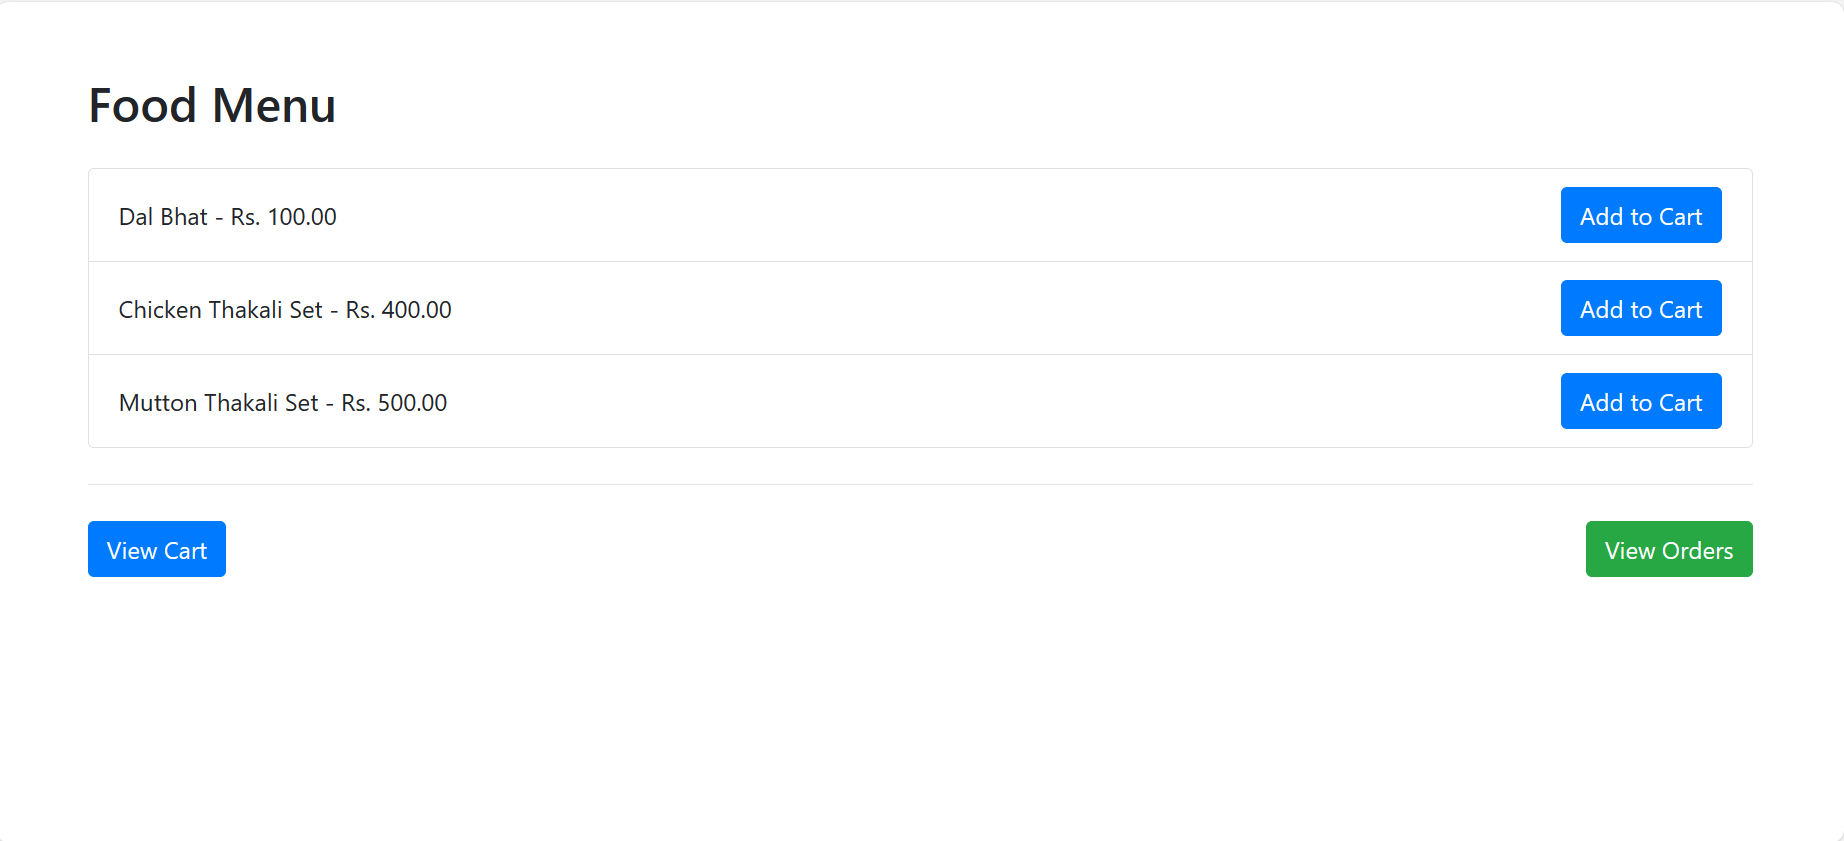 Food Menu
Dal Bhat - Rs. 100.00
Add to Cart
Chicken Thakali Set - Rs. 400.00
Add to Cart
Mutton Thakali Set - Rs. 500.00
Add to Cart
View Cart
View Orders